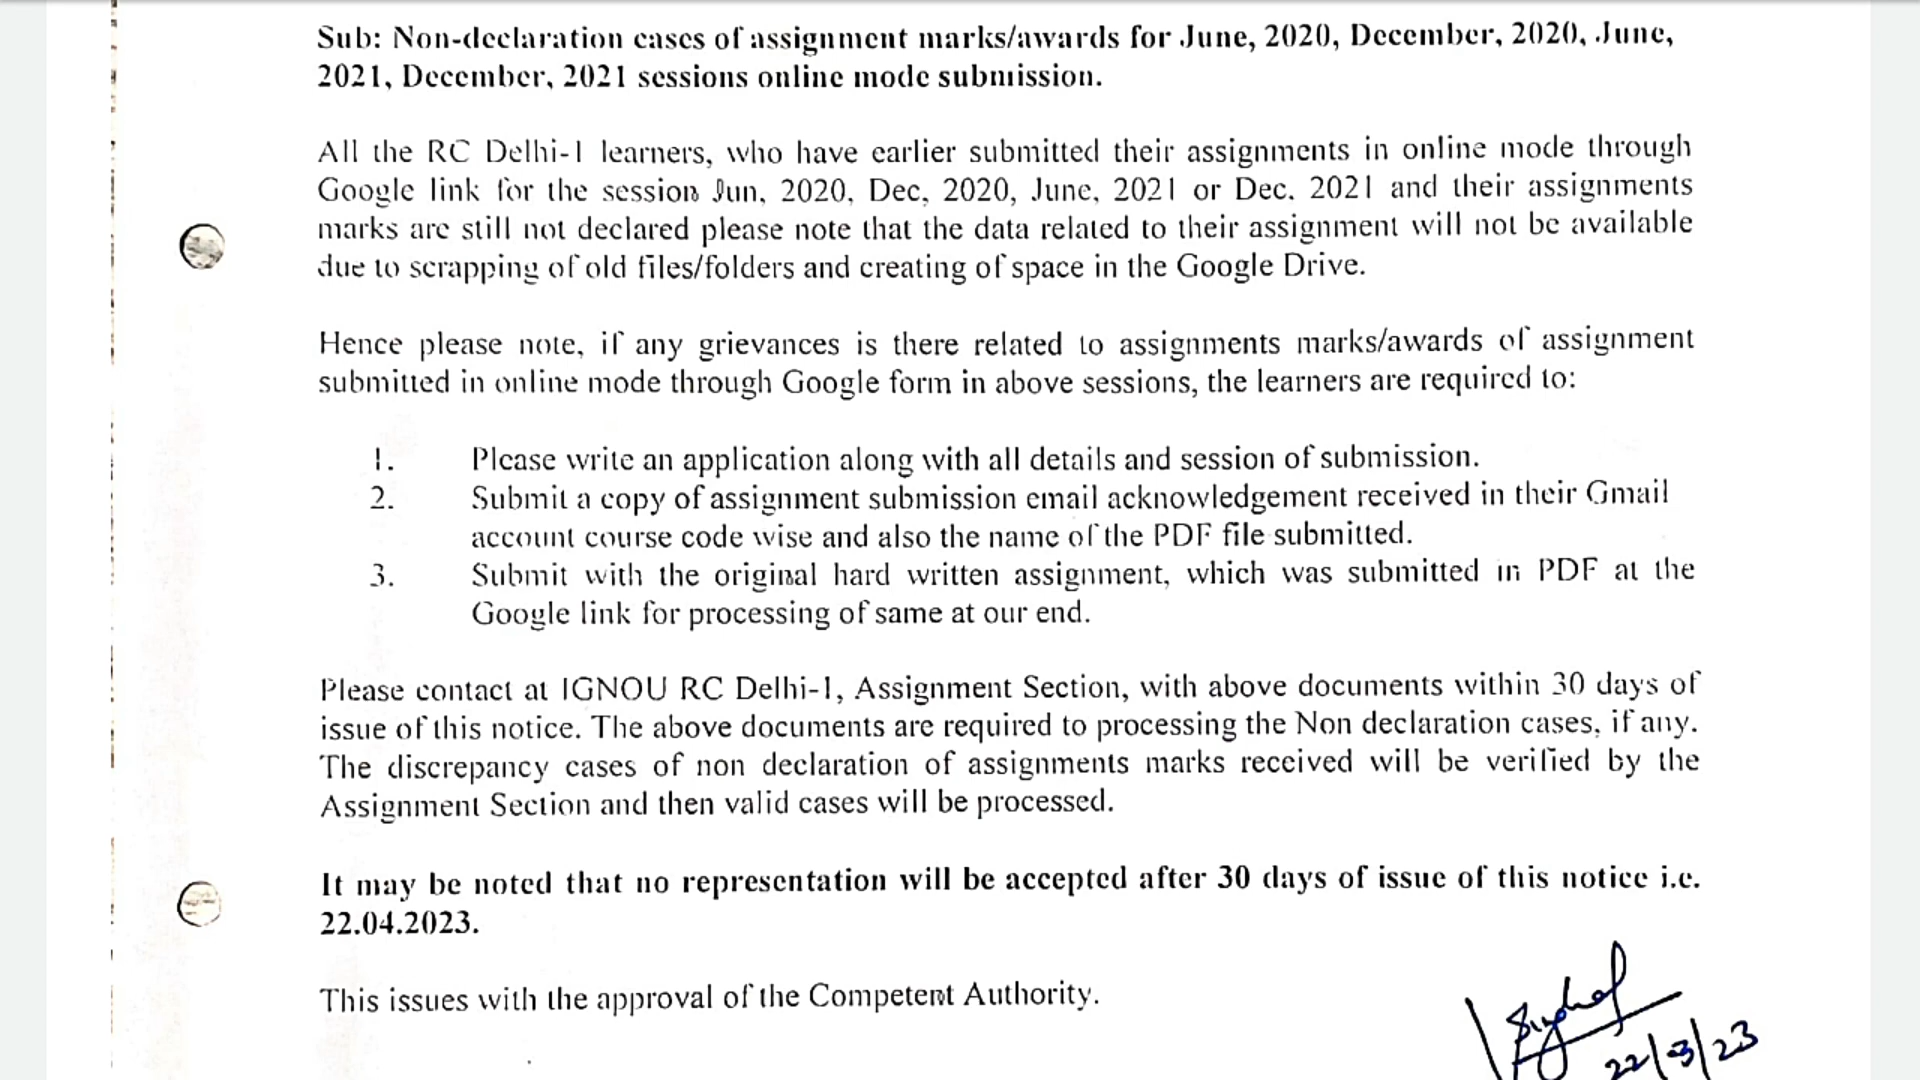 Sub: Non-declaration cases of assignment marks/awards for June, 2020, December, 2020, June,
2021, December, 2021 sessions online mode submission.
All the RC Delhi-1 learners, who have earlier submitted their assignments in online mode through
Google link for the session Jun, 2020, Dec, 2020, June, 2021 or Dec. 2021 and their assignments
marks are still not declared please note that the data related to their assignment will not be available
due to scrapping of old files/folders and creating of space in the Google Drive.
Hence please note, if any grievances is there related to assignments marks/awards of assignment
submitted in online mode through Google form in above sessions, the learners are required to:
1. Please write an application along with all details and session of submission.
2. Submit a copy of assignment submission email acknowledgement received in their Gmail
account course code wise and also the name of the PDF file submitted.
3. Submit with the original hard written assignment, which was submitted in PDF at the
Google link for processing of same at our end.
Please contact at IGNOU RC Delhi-1, Assignment Section, with above documents within 30 days of
issue of this notice. The above documents are required to processing the Non declaration cases, if any.
The discrepancy cases of non declaration of assignments marks received will be verified by the
Assignment Section and then valid cases will be processed.
It may be noted that no representation will be accepted after 30 days of issue of this notice i.e.
22.04.2023.
This issues with the approval of the Competent Authority.
22/3/23